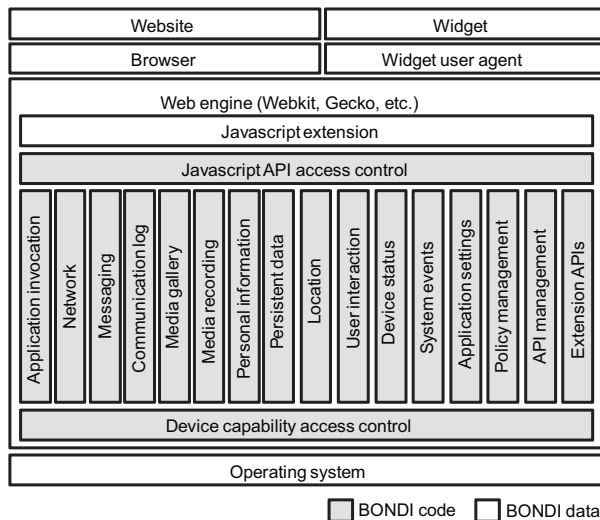 Website
Widget
Browser
Widget user agent
Web engine (Webkit, Gecko, etc.)
Javascript extension
Javascript API access control
Application invocation
Network
Messaging
Communication log
Media gallery
Media recording
Personal information
Persistent data
Location
User interaction
Device status
System events
Application settings
Policy management
API management
Extension APIs
Device capability access control
Operating system
BONDI code
BONDI data